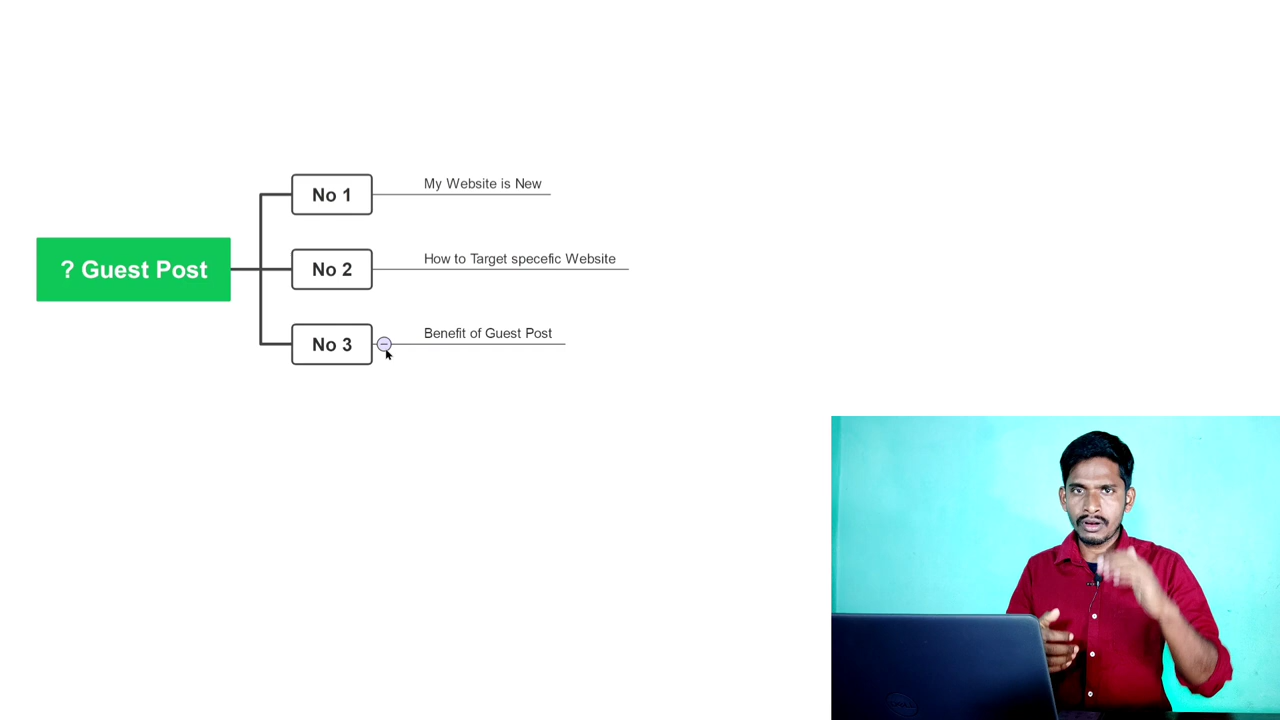 ? Guest Post
No 1
My Website is New
No 2
How to Target specefic Website
No 3
Benefit of Guest Post